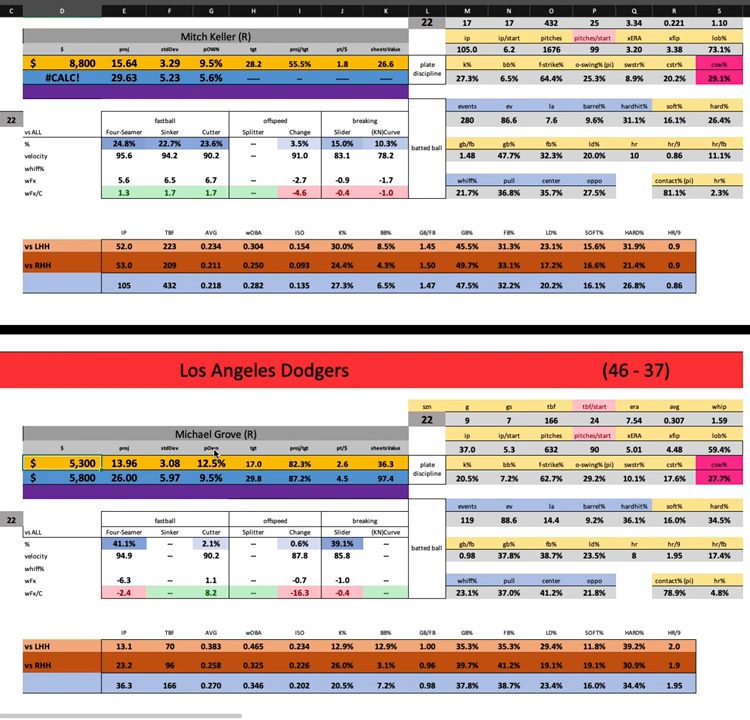 C D E F G H I J K L M N O P Q R S
22 17 17 432 25 3.34 0.221 1.10
Mitch Keller (R) ip ip/start pitches pitches/start xERA xfip lob%
$ proj stdDev pOWN tgt proj/tgt pt/$ sheetsValue 105.0 6.2 1676 99 3.20 3.38 73.1%
$ 8,800 15.64 3.29 9.5% 28.2 55.5% 1.8 26.6 plate discipline k% bb% f-strike% o-swing% (pi) swstr% cstr% csw%
#CALC! 29.63 5.23 5.6% ----- -- ----- ----- 27.3% 6.5% 64.4% 25.3% 8.9% 20.2% 29.1%
events ev la barrel% hardhit% soft% hard%
22 fastball offspeed breaking 280 86.6 7.6 9.6% 31.1% 16.1% 26.4%
vs ALL Four-Seamer Sinker Cutter Splitter Change Slider (KN)Curve batted ball
% 24.8% 22.7% 23.6% -- 3.5% 15.0% 10.3% gb/fb gb% fb% ld% hr hr/9 hr/fb
velocity 95.6 94.2 90.2 -- 91.0 83.1 78.2 1.48 47.7% 32.3% 20.0% 10 0.86 11.1%
whiff%
wFx 5.6 6.5 6.7 -- -2.7 -0.9 -1.7 whiff% pull center oppo contact% (pi) hr%
wFx/C 1.3 1.7 1.7 -- -4.6 -0.4 -1.0 21.7% 36.8% 35.7% 27.5% 81.1% 2.3%
IP TBF AVG wOBA ISO K% BB% GB/FB GB% FB% LD% SOFT% HARD% HR/9
vs LHH 52.0 223 0.234 0.304 0.154 30.0% 8.5% 1.45 45.5% 31.3% 23.1% 15.6% 31.9% 0.9
vs RHH 53.0 209 0.211 0.250 0.093 24.4% 4.3% 1.50 49.7% 33.1% 17.2% 16.6% 21.4% 0.9
105 432 0.218 0.282 0.135 27.3% 6.5% 1.47 47.5% 32.2% 20.2% 16.1% 26.8% 0.86
Los Angeles Dodgers (46 - 37)
szn g gs tbf tbf/start era avg whip
22 9 7 166 24 7.54 0.307 1.59
Michael Grove (R) ip ip/start pitches pitches/start xERA xfip lob%
$ proj stdDev pOwn tgt proj/tgt pt/$ sheetsValue 37.0 5.3 632 90 5.01 4.48 59.4%
$ 5,300 13.96 3.08 12.5% 17.0 82.3% 2.6 36.3 plate discipline k% bb% f-strike% o-swing% (pi) swstr% cstr% csw%
$ 5,800 26.00 5.97 9.5% 29.8 87.2% 4.5 97.4 20.5% 7.2% 62.7% 29.2% 10.1% 17.6% 27.7%
events ev la barrel% hardhit% soft% hard%
22 fastball offspeed breaking 119 88.6 14.4 9.2% 36.1% 16.0% 34.5%
vs ALL Four-Seamer Sinker Cutter Splitter Change Slider (KN)Curve batted ball
% 41.1% -- 2.1% -- 0.6% 39.1% -- gb/fb gb% fb% ld% hr hr/9 hr/fb
velocity 94.9 -- 90.2 -- 87.8 85.8 -- 0.98 37.8% 38.7% 23.5% 8 1.95 17.4%
whiff%
wFx -6.3 -- 1.1 -- -0.7 -1.0 -- whiff% pull center oppo contact% (pi) hr%
wFx/C -2.4 -- 8.2 -- -16.3 -0.4 -- 23.1% 37.0% 41.2% 21.8% 78.9% 4.8%
IP TBF AVG wOBA ISO K% BB% GB/FB GB% FB% LD% SOFT% HARD% HR/9
vs LHH 13.1 70 0.383 0.465 0.234 12.9% 12.9% 1.00 35.3% 35.3% 29.4% 11.8% 39.2% 2.0
vs RHH 23.2 96 0.258 0.325 0.226 26.0% 3.1% 0.96 39.7% 41.2% 19.1% 19.1% 30.9% 1.9
36.3 166 0.270 0.346 0.202 20.5% 7.2% 0.98 37.8% 38.7% 23.4% 16.0% 34.4% 1.95